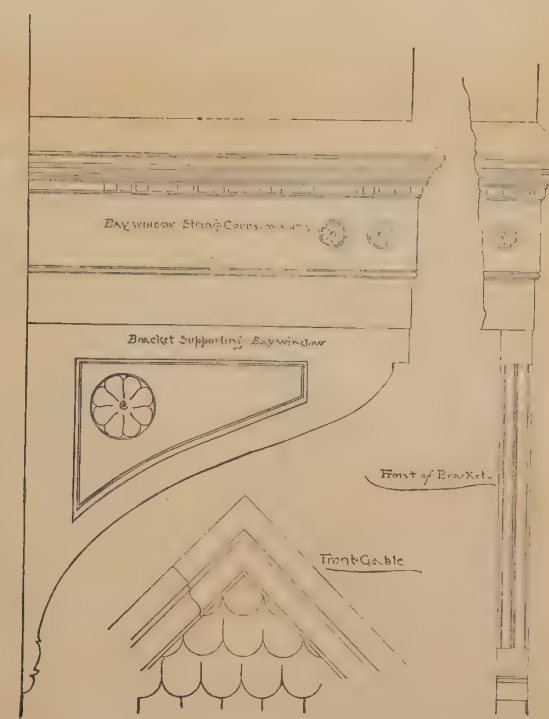 Bay window String Course
Bracket Supporting Bay window
Front of Bracket.
Front Gable